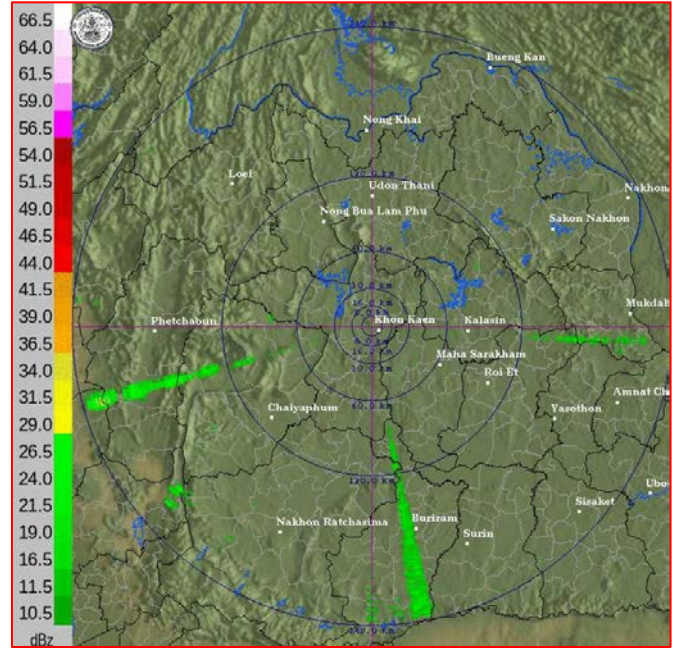 66.5
64.0
61.5
59.0
56.5
54.0
51.5
49.0
46.5
44.0
41.5
39.0
36.5
34.0
31.5
29.0
26.5
24.0
21.5
19.0
16.5
14.0
11.5
10.5
dBz
Bueng Kan
Nong Khai
Loei
Udon Thani
Nakhon
Nong Bua Lam Phu
Sakon Nakhon
Mukdah
Phetchabun
Khon Kaen
Kalasin
Maha Sarakham
Roi Et
Amnat Ch
Chaiyaphum
Yasothon
Ubo
Sisaket
Nakhon Ratchasima
Buriram
Surin